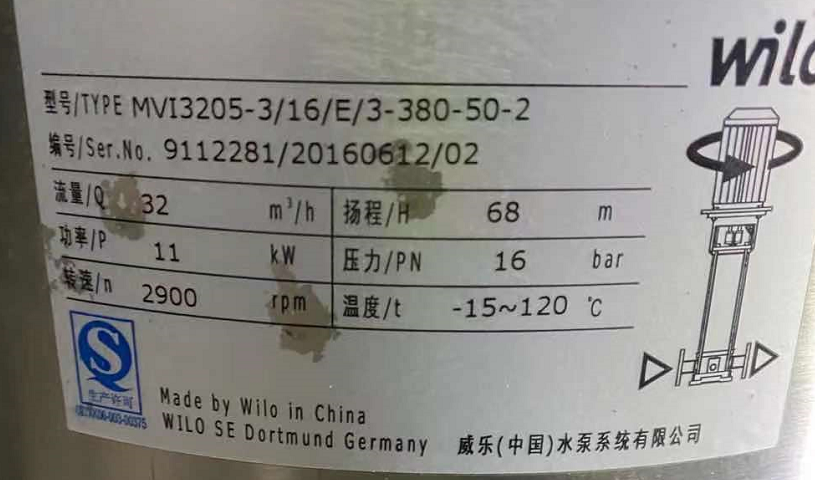 wilo
型号/TYPE MVI3205-3/16/E/3-380-50-2
编号/Ser.No. 9112281/20160612/02
流量/Q 32 m³/h 扬程/H 68 m
功率/P 11 kW 压力/PN 16 bar
转速/n 2900 rpm 温度/t -15~120 ℃
生产许可
Made by Wilo in China
WILO SE Dortmund Germany 威乐(中国)水泵系统有限公司